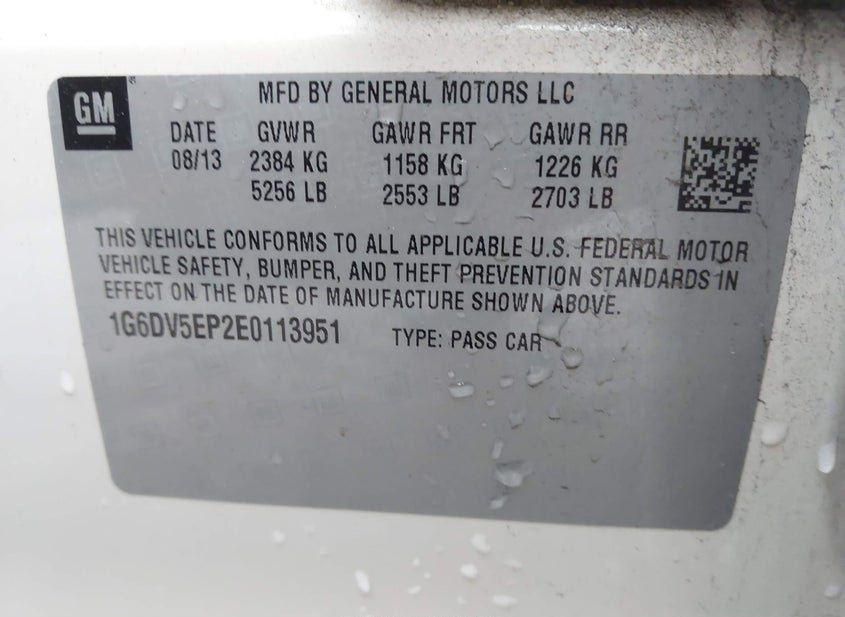 GM
MFD BY GENERAL MOTORS LLC
DATE GVWR GAWR FRT GAWR RR
08/13 2384 KG 1158 KG 1226 KG
5256 LB 2553 LB 2703 LB
THIS VEHICLE CONFORMS TO ALL APPLICABLE U.S. FEDERAL MOTOR
VEHICLE SAFETY, BUMPER, AND THEFT PREVENTION STANDARDS IN
EFFECT ON THE DATE OF MANUFACTURE SHOWN ABOVE.
1G6DV5EP2E0113951 TYPE: PASS CAR